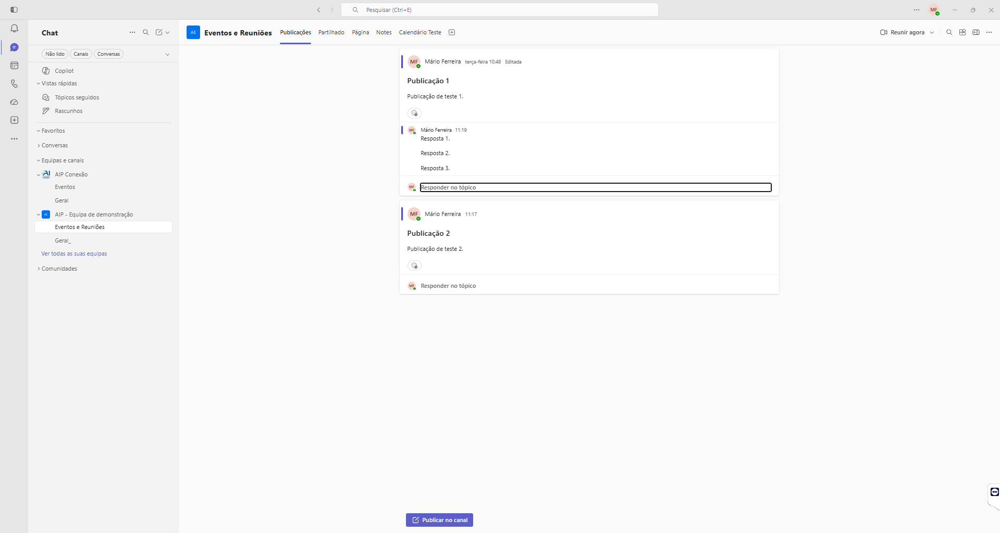 Pesquisar (Ctrl+E)
MF
Chat
Não lido
Canais
Conversas
Copilot
Vistas rápidas
Tópicos seguidos
Rascunhos
Favoritos
Conversas
Equipas e canais
AIP Conexão
Eventos
Geral
AE AIP - Equipa de demonstração
Eventos e Reuniões
Geral_
Ver todas as suas equipas
Comunidades
AE Eventos e Reuniões
Publicações
Partilhado
Página
Notes
Calendário Teste
Reunir agora
MF Mário Ferreira terça-feira 10:48 Editada
Publicação 1
Publicação de teste 1.
MF Mário Ferreira 11:19
Resposta 1.
Resposta 2.
Resposta 3.
MF Responder no tópico
MF Mário Ferreira 11:17
Publicação 2
Publicação de teste 2.
MF Responder no tópico
Publicar no canal